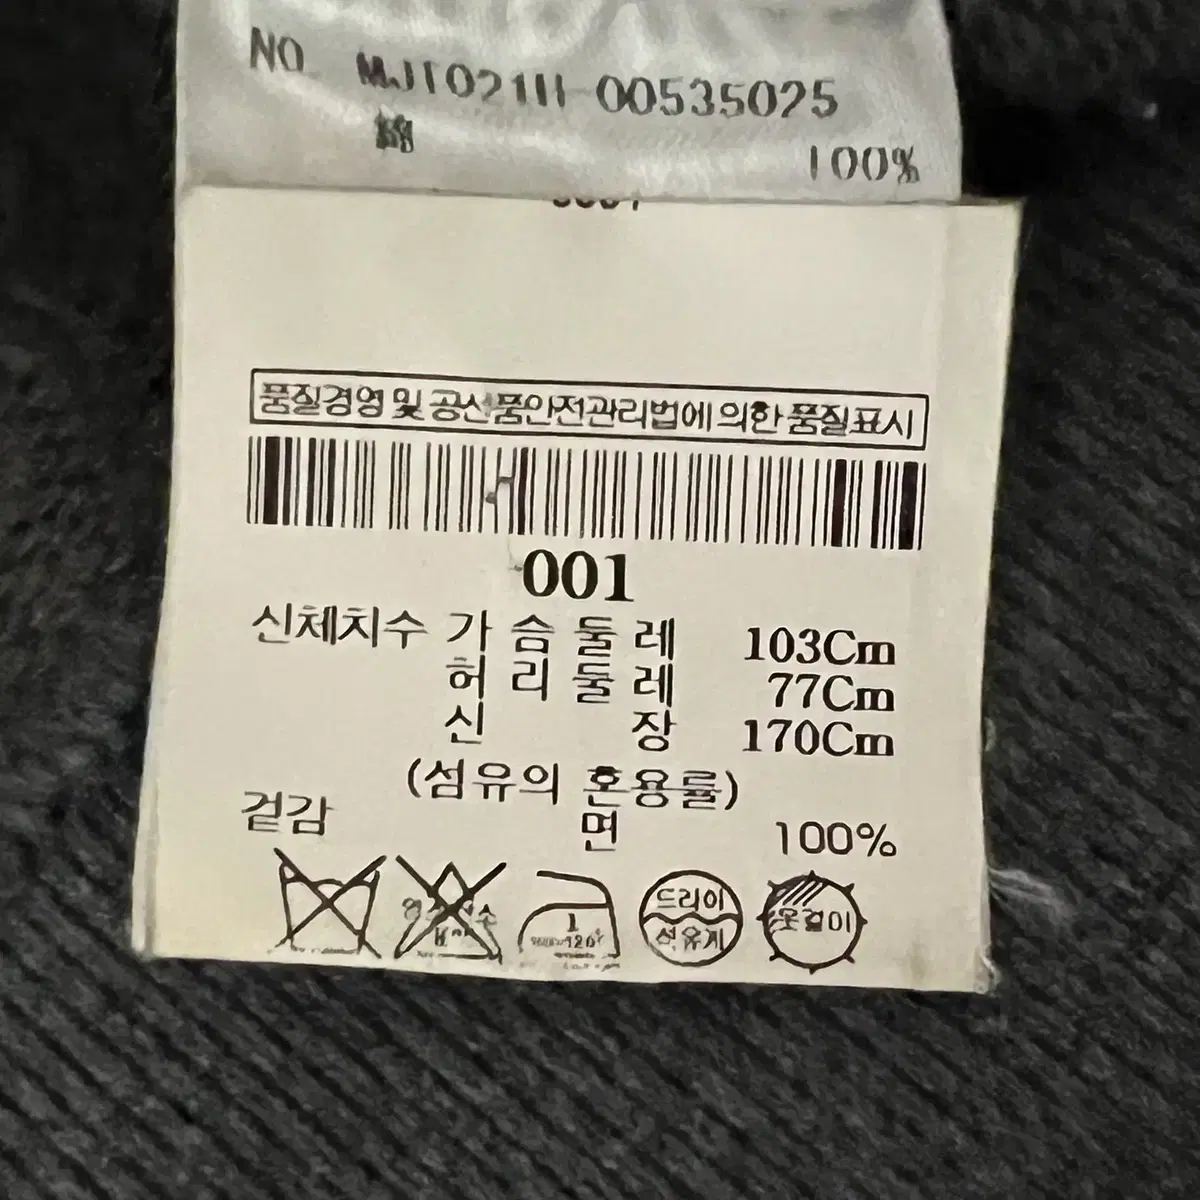 NO. MJT021H-00535025
綿 100%
품질경영 및 공산품안전관리법에 의한 품질표시
001
신체치수 가슴둘레 103Cm
허리둘레 77Cm
신장 170Cm
(섬유의 혼용률)
겉감 면 100%
드리이
석유계
옷걸이